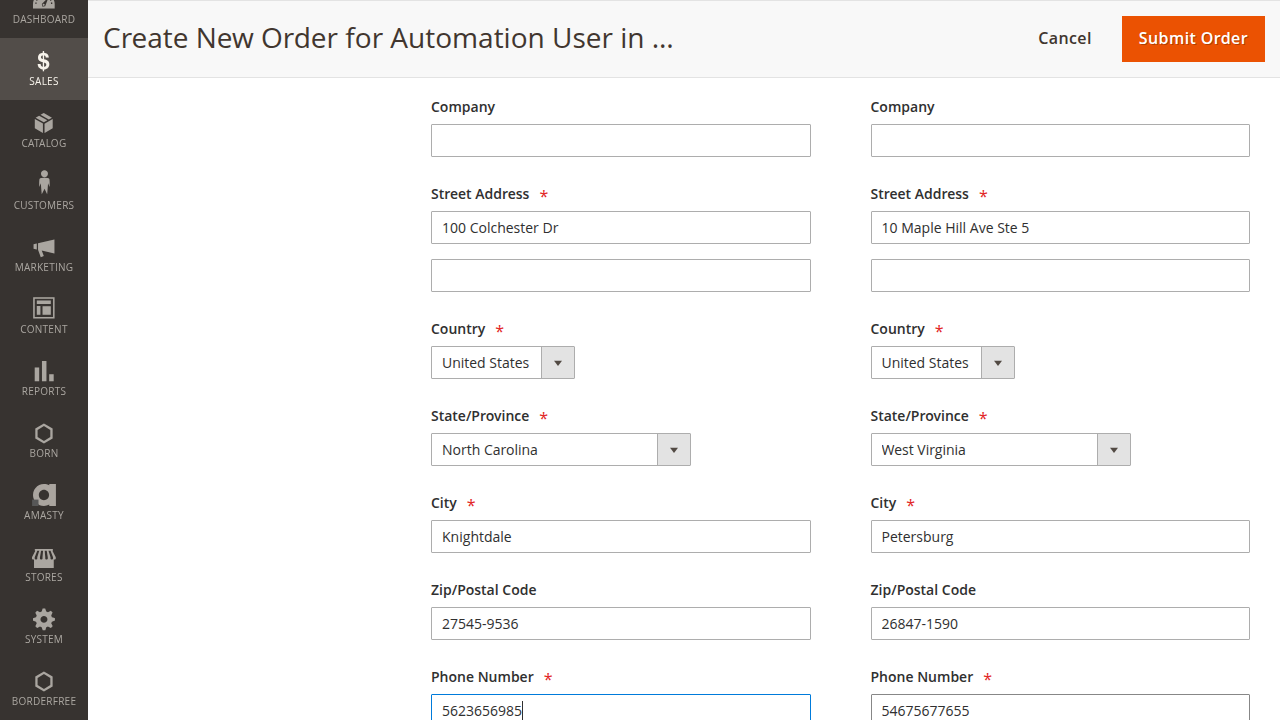 DASHBOARD
SALES
CATALOG
CUSTOMERS
MARKETING
CONTENT
REPORTS
BORN
AMASTY
STORES
SYSTEM
BORDERFREE
Create New Order for Automation User in ...
Cancel
Submit Order
Company
Street Address *
100 Colchester Dr
Country *
United States
State/Province *
North Carolina
City *
Knightdale
Zip/Postal Code
27545-9536
Phone Number *
5623656985
Company
Street Address *
10 Maple Hill Ave Ste 5
Country *
United States
State/Province *
West Virginia
City *
Petersburg
Zip/Postal Code
26847-1590
Phone Number *
54675677655